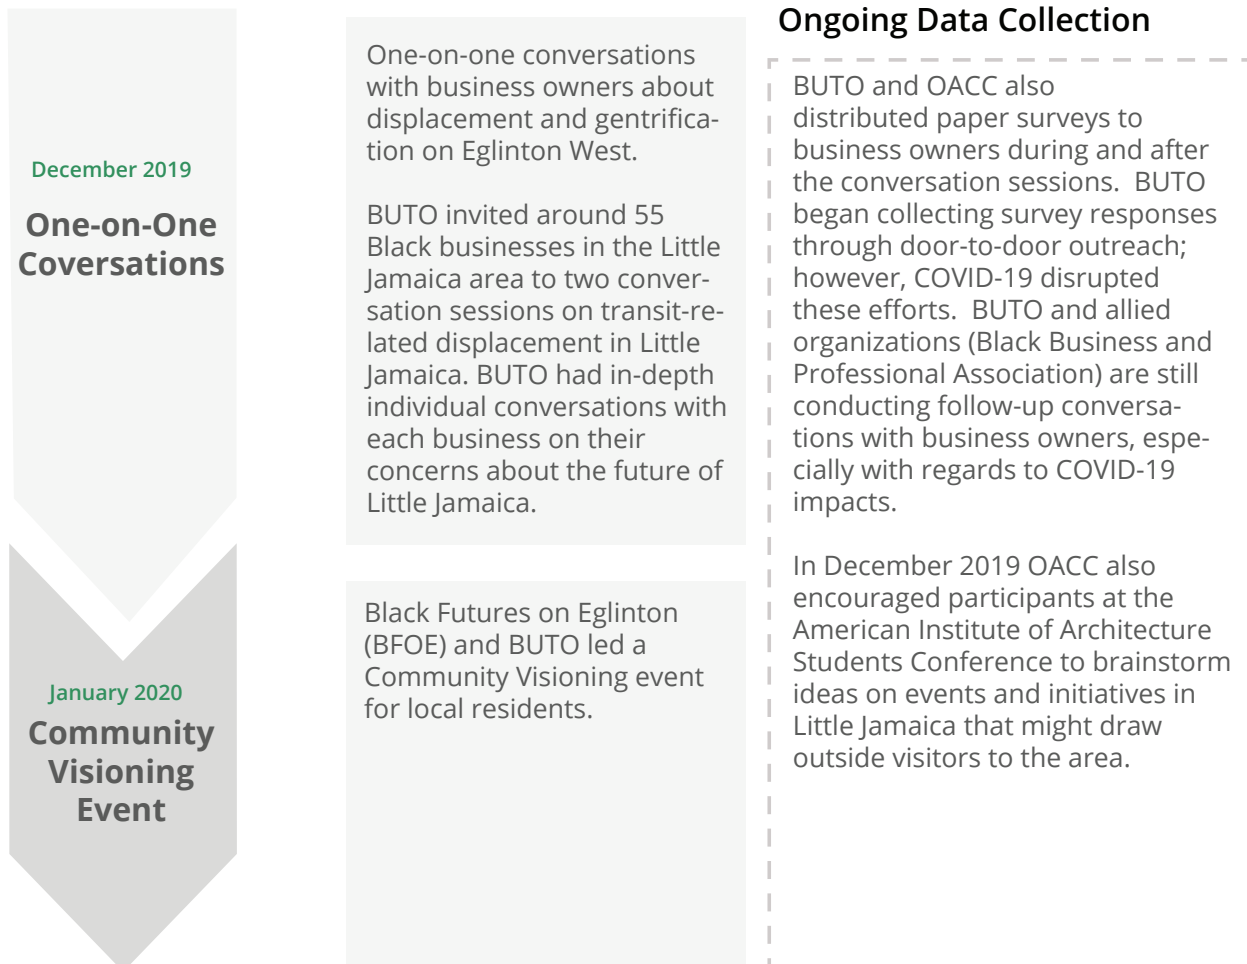 December 2019
One-on-One
Coversations
One-on-one conversations
with business owners about
displacement and gentrifica-
tion on Eglinton West.
BUTO invited around 55
Black businesses in the Little
Jamaica area to two conver-
sation sessions on transit-re-
lated displacement in Little
Jamaica. BUTO had in-depth
individual conversations with
each business on their
concerns about the future of
Little Jamaica.
January 2020
Community
Visioning
Event
Black Futures on Eglinton
(BFOE) and BUTO led a
Community Visioning event
for local residents.
Ongoing Data Collection
BUTO and OACC also
distributed paper surveys to
business owners during and after
the conversation sessions.  BUTO
began collecting survey responses
through door-to-door outreach;
however, COVID-19 disrupted
these efforts.  BUTO and allied
organizations (Black Business and
Professional Association) are still
conducting follow-up conversa-
tions with business owners, espe-
cially with regards to COVID-19
impacts.
In December 2019 OACC also
encouraged participants at the
American Institute of Architecture
Students Conference to brainstorm
ideas on events and initiatives in
Little Jamaica that might draw
outside visitors to the area.